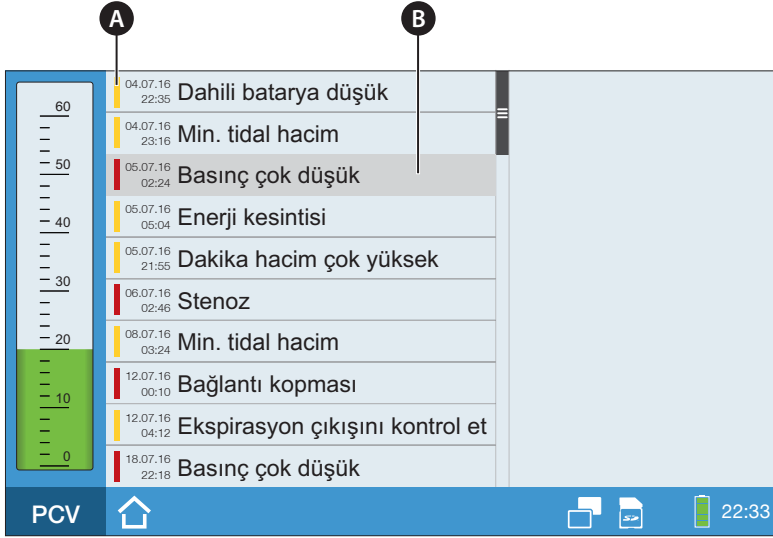 A B
60
50
40
30
20
10
0
04.07.16 22:35 Dahili batarya düşük
04.07.16 23:16 Min. tidal hacim
05.07.16 02:24 Basınç çok düşük
05.07.16 05:04 Enerji kesintisi
05.07.16 21:55 Dakika hacim çok yüksek
06.07.16 02:46 Stenoz
08.07.16 03:24 Min. tidal hacim
12.07.16 00:10 Bağlantı kopması
12.07.16 04:12 Ekspirasyon çıkışını kontrol et
18.07.16 22:18 Basınç çok düşük
PCV SD 22:33